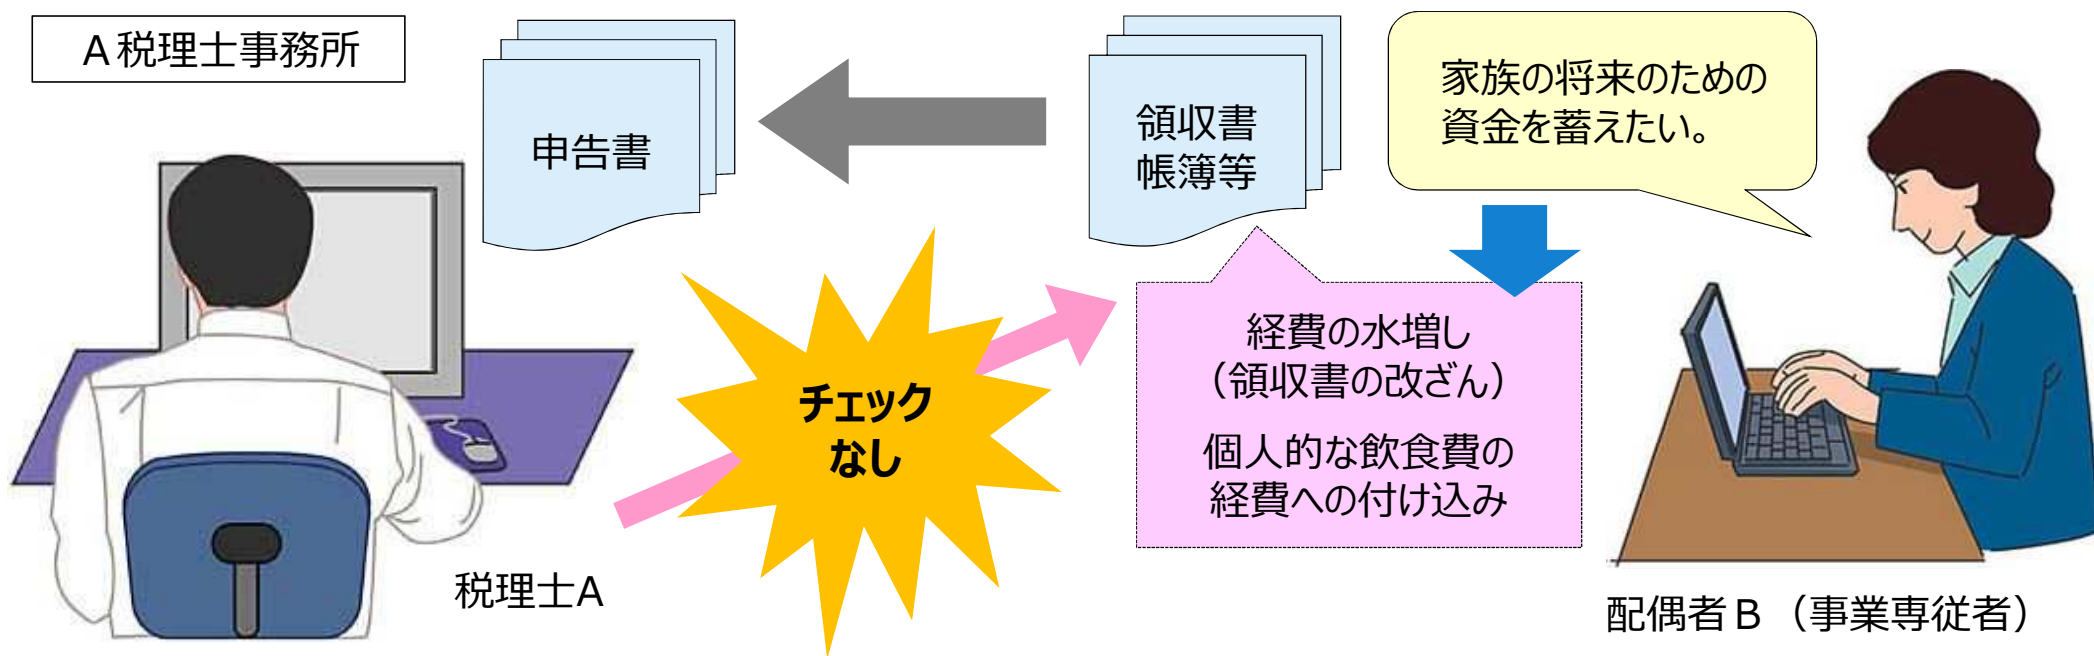 A税理士事務所
申告書
領収書
帳簿等
家族の将来のための
資金を蓄えたい。
チェック
なし
経費の水増し
（領収書の改ざん）
個人的な飲食費の
経費への付け込み
税理士A
配偶者B（事業専従者）